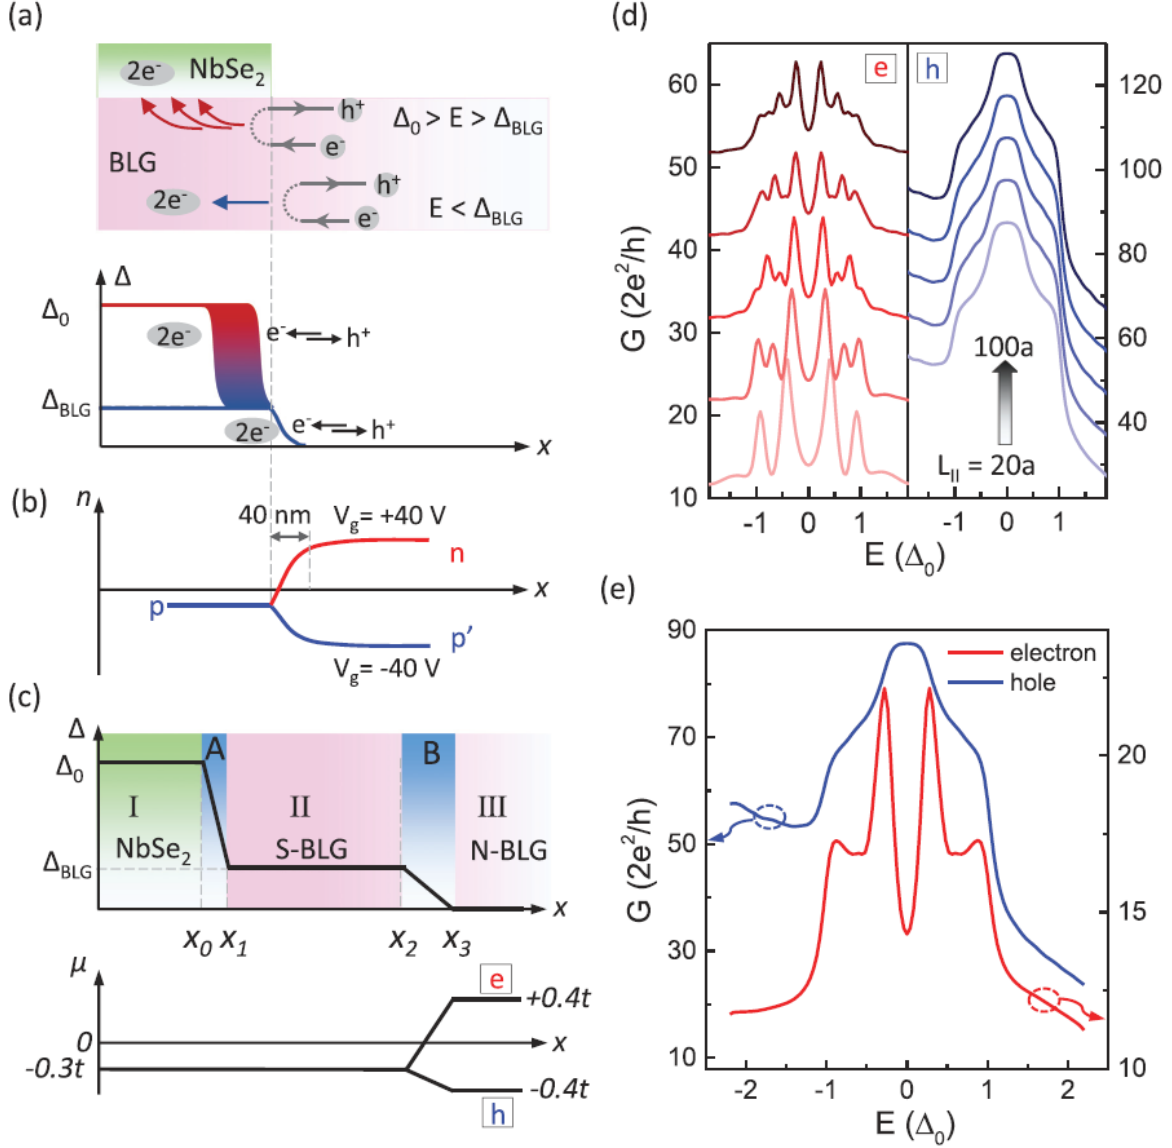 (a)
2e⁻ NbSe₂
h⁺
Δ₀ > E > Δ_BLG
e⁻
BLG
2e⁻
h⁺
E < Δ_BLG
e⁻
Δ
Δ₀
2e⁻
e⁻ h⁺
Δ_BLG
2e⁻
e⁻ h⁺
x
(b)
n
40 nm
V_g= +40 V
n
x
p
p'
V_g= -40 V
(c)
Δ
A
B
Δ₀
I
II
III
NbSe₂
S-BLG
N-BLG
Δ_BLG
x
x₀ x₁ x₂ x₃
μ
e
+0.4t
0
x
-0.3t
-0.4t
h
(d)
e
h
60
50
40
30
20
10
G (2e²/h)
120
100
80
60
40
100a
L_II = 20a
-1 0 1
-1 0 1
E (Δ₀)
(e)
90
70
50
30
10
G (2e²/h)
electron
hole
20
15
10
-2 -1 0 1 2
E (Δ₀)